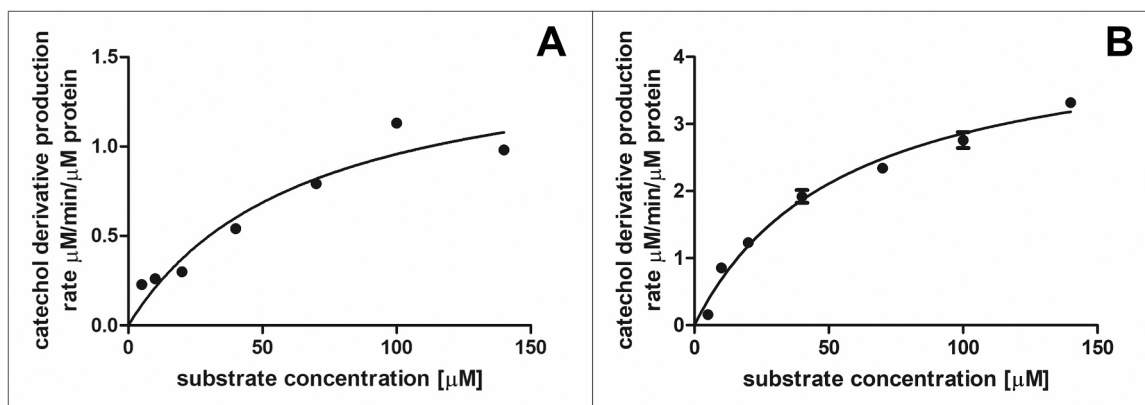 A
catechol derivative production
rate μM/min/μM protein
1.5
1.0
0.5
0.0
0
50
100
150
substrate concentration [μM]
B
catechol derivative production
rate μM/min/μM protein
4
3
2
1
0
0
50
100
150
substrate concentration [μM]